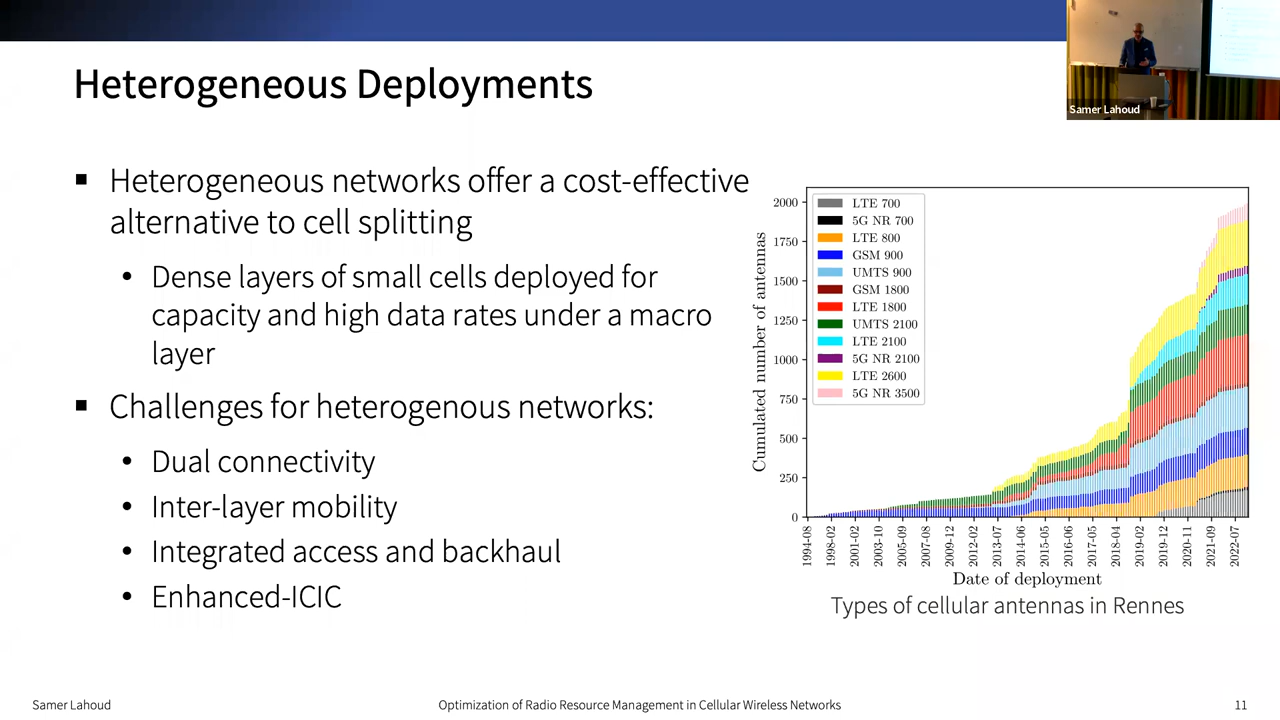 Heterogeneous Deployments
Samer Lahoud
▪ Heterogeneous networks offer a cost-effective
alternative to cell splitting
• Dense layers of small cells deployed for
capacity and high data rates under a macro
layer
▪ Challenges for heterogenous networks:
• Dual connectivity
• Inter-layer mobility
• Integrated access and backhaul
• Enhanced-ICIC
Cumulated number of antennas
2000
1750
1500
1250
1000
750
500
250
0
LTE 700
5G NR 700
LTE 800
GSM 900
UMTS 900
GSM 1800
LTE 1800
UMTS 2100
LTE 2100
5G NR 2100
LTE 2600
5G NR 3500
1994-08
1998-02
2001-02
2003-10
2005-09
2007-08
2009-12
2012-02
2013-07
2014-06
2015-05
2016-06
2017-05
2018-04
2019-02
2019-12
2020-11
2021-09
2022-07
Date of deployment
Types of cellular antennas in Rennes
Samer Lahoud
Optimization of Radio Resource Management in Cellular Wireless Networks
11